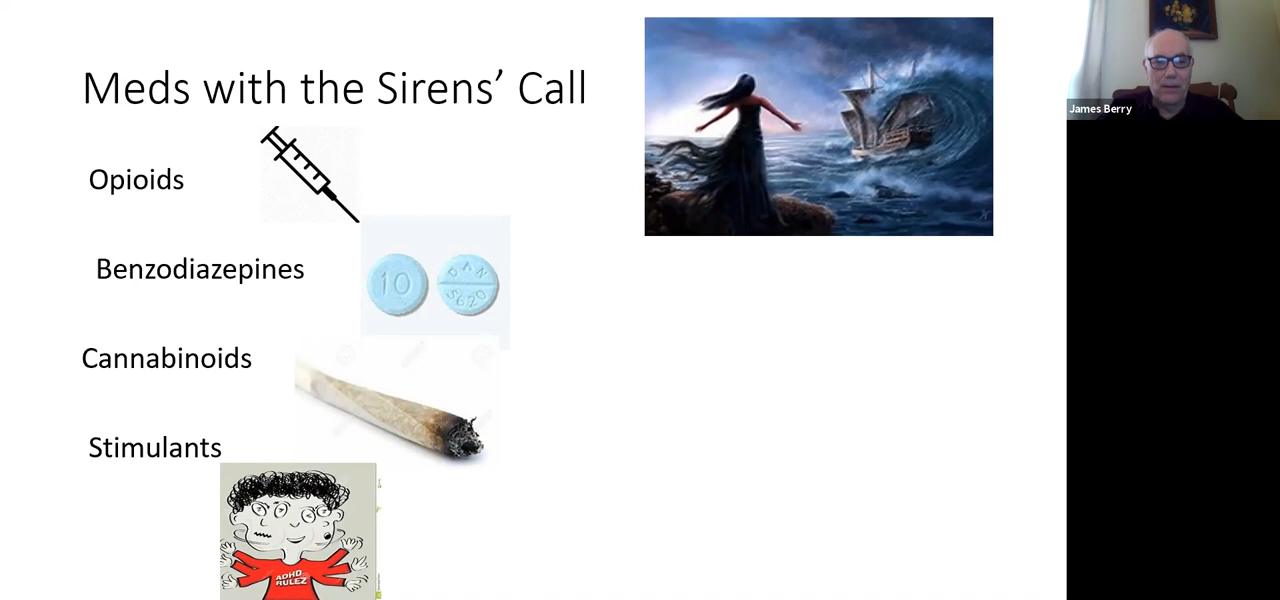 Meds with the Sirens' Call
James Berry
Opioids
Benzodiazepines
10
DAN
5620
Cannabinoids
Stimulants
ADHD
RULEZ